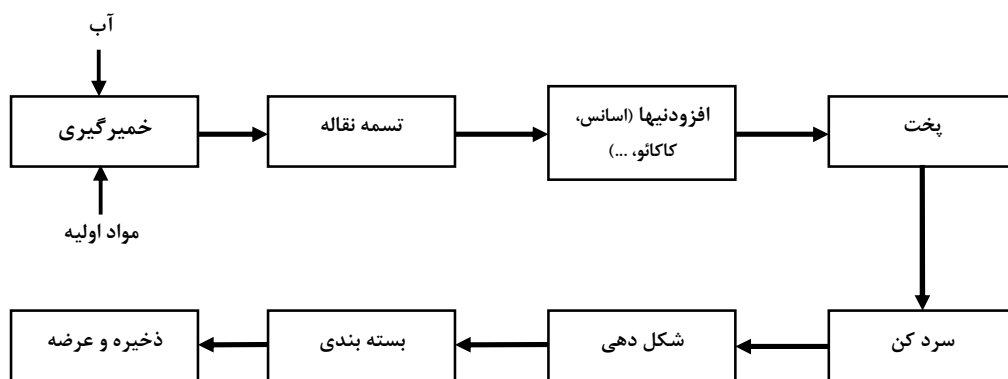 آب
خمیرگیری
تسمه نقاله
افزودنیها (اسانس،
کاکائو، ...)
پخت
مواد اولیه
سرد کن
شکل دهی
بسته بندی
ذخیره و عرضه